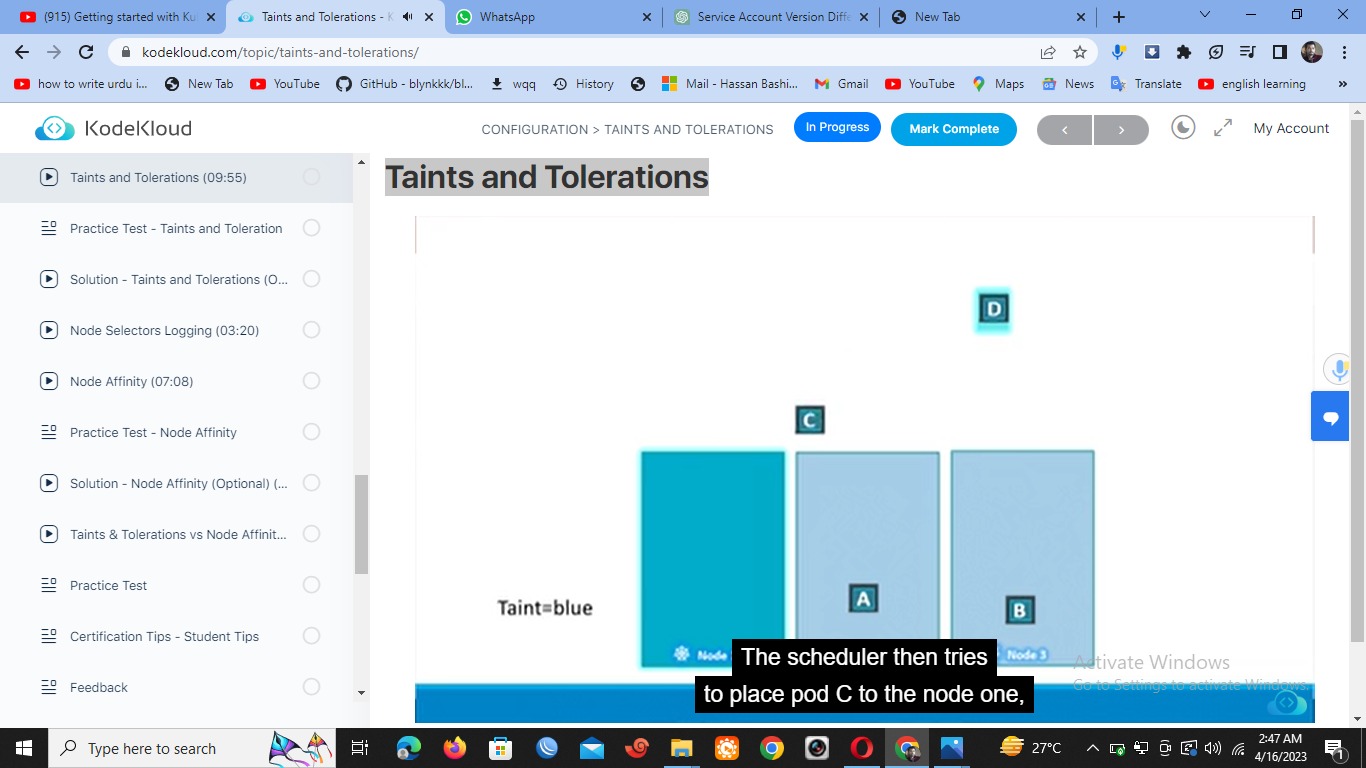 (915) Getting started with Ku
Taints and Tolerations - K
WhatsApp
Service Account Version Diffe
New Tab
kodekloud.com/topic/taints-and-tolerations/
how to write urdu i...
New Tab
YouTube
GitHub - blynkkk/bl...
wqq
History
Mail - Hassan Bashi...
Gmail
YouTube
Maps
News
Translate
english learning
»
KodeKloud
CONFIGURATION > TAINTS AND TOLERATIONS
In Progress
Mark Complete
My Account
Taints and Tolerations (09:55)
Practice Test - Taints and Toleration
Solution - Taints and Tolerations (O...
Node Selectors Logging (03:20)
Node Affinity (07:08)
Practice Test - Node Affinity
Solution - Node Affinity (Optional) (...
Taints & Tolerations vs Node Affinit...
Practice Test
Certification Tips - Student Tips
Feedback
Taints and Tolerations
D
C
A
B
Taint=blue
Node
Node 3
The scheduler then tries
to place pod C to the node one,
Activate Windows
Go to Settings to activate Windows.
Type here to search
27°C
2:47 AM
4/16/2023
1